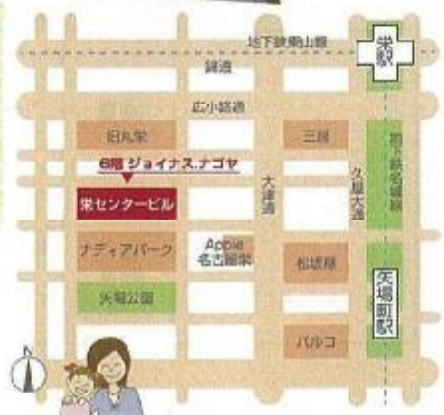 地下鉄東山線
栄駅
錦通
広小路通
旧丸栄
三越
地下鉄名城線
6階 ジョイナス.ナゴヤ
大津通
久屋大通
栄センタービル
ナディアパーク
Apple
名古屋栄
松坂屋
矢場公園
矢場町駅
パルコ